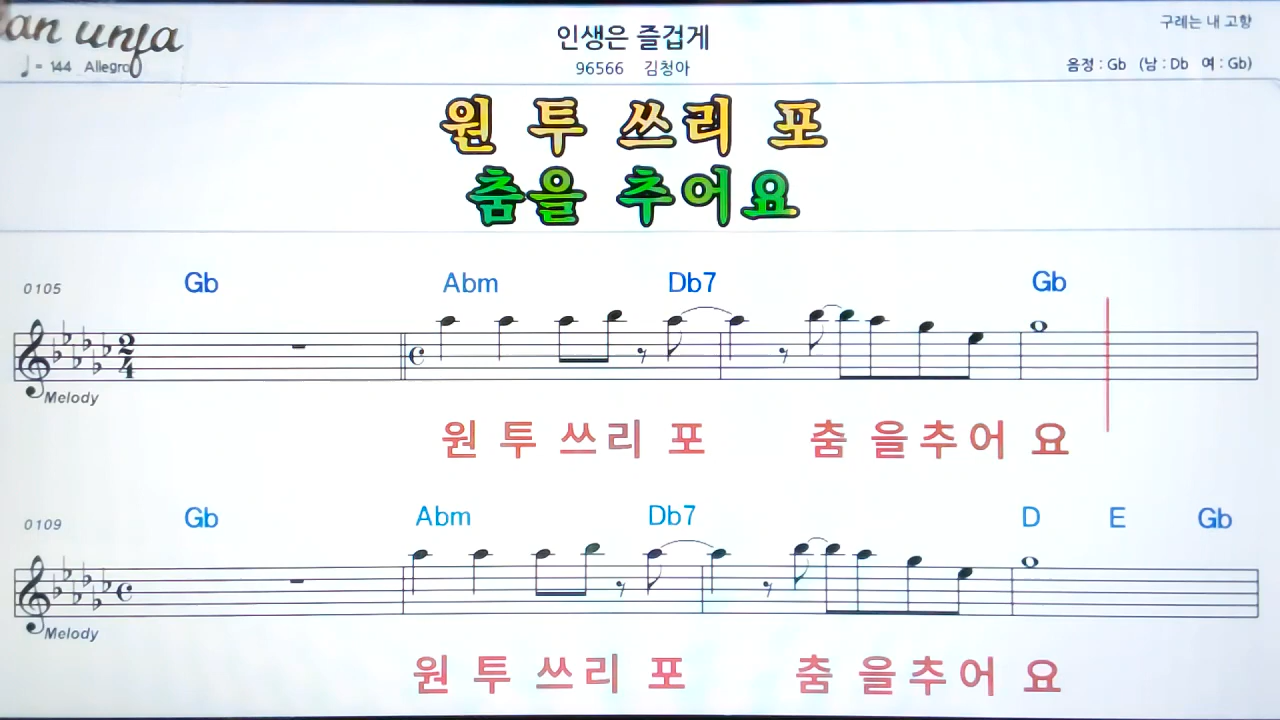 an unfa
♩= 144 Allegro
인생은 즐겁게
96566 김청아
구례는 내 고향
음정 : Gb (남 : Db 여 : Gb)
원 투 쓰리 포
춤을 추어요
0105
Gb Abm Db7 Gb
2
4
Melody
원 투 쓰리 포 춤 을추어 요
0109
Gb Abm Db7 D E Gb
Melody
원 투 쓰리 포 춤 을추어 요